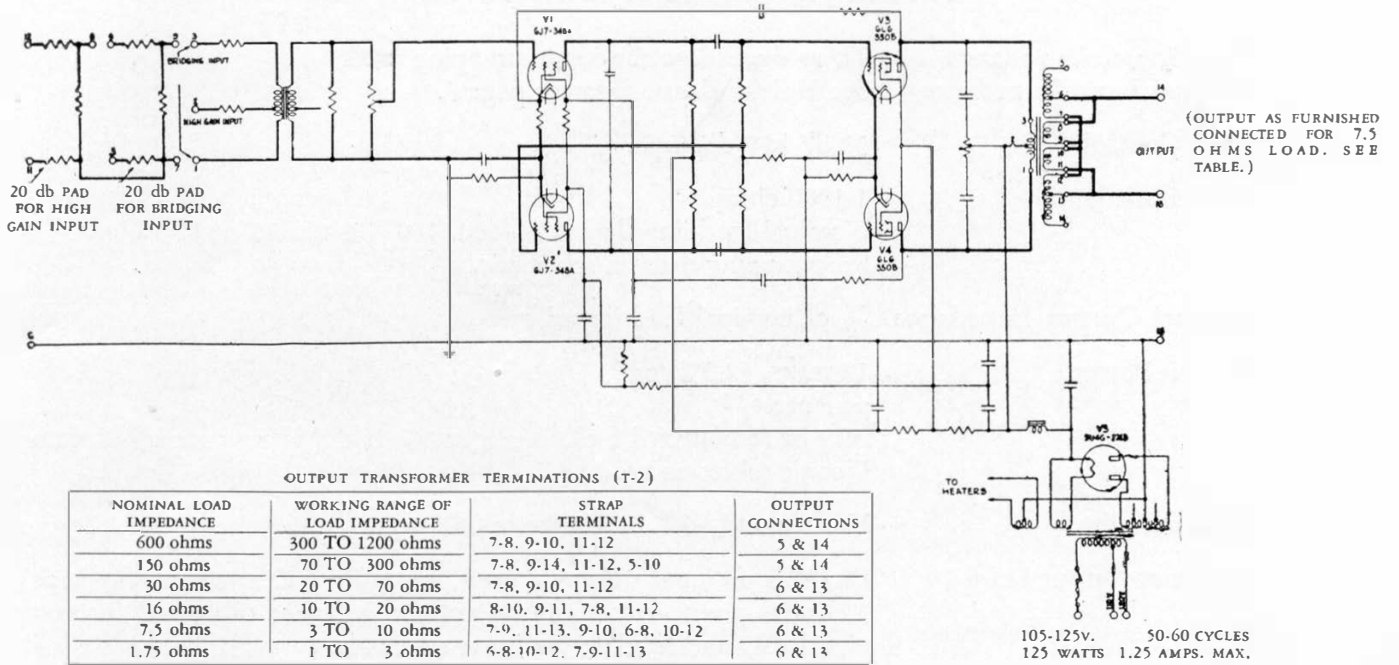 V1
6J7-348A
V3
6L6
350B
BRIDGING INPUT
HIGH GAIN INPUT
20 db PAD
FOR HIGH
GAIN INPUT
20 db PAD
FOR BRIDGING
INPUT
V2
6J7-348A
V4
6L6
350B
3
1
14
OUTPUT
(OUTPUT AS FURNISHED
CONNECTED FOR 7.5
OHMS LOAD. SEE
TABLE.)
G
V5
TO
HEATERS
105-125V. 50-60 CYCLES
125 WATTS 1.25 AMPS. MAX.
OUTPUT TRANSFORMER TERMINATIONS (T-2)
NOMINAL LOAD IMPEDANCE WORKING RANGE OF LOAD IMPEDANCE STRAP TERMINALS OUTPUT CONNECTIONS
600 ohms 300 TO 1200 ohms 7-8, 9-10, 11-12 5 & 14
150 ohms 70 TO 300 ohms 7-8, 9-14, 11-12, 5-10 5 & 14
30 ohms 20 TO 70 ohms 7-8, 9-10, 11-12 6 & 13
16 ohms 10 TO 20 ohms 8-10, 9-11, 7-8, 11-12 6 & 13
7.5 ohms 3 TO 10 ohms 7-9, 11-13, 9-10, 6-8, 10-12 6 & 13
1.75 ohms 1 TO 3 ohms 6-8-10-12, 7-9-11-13 6 & 13